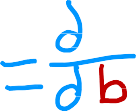 = ∂/∂b